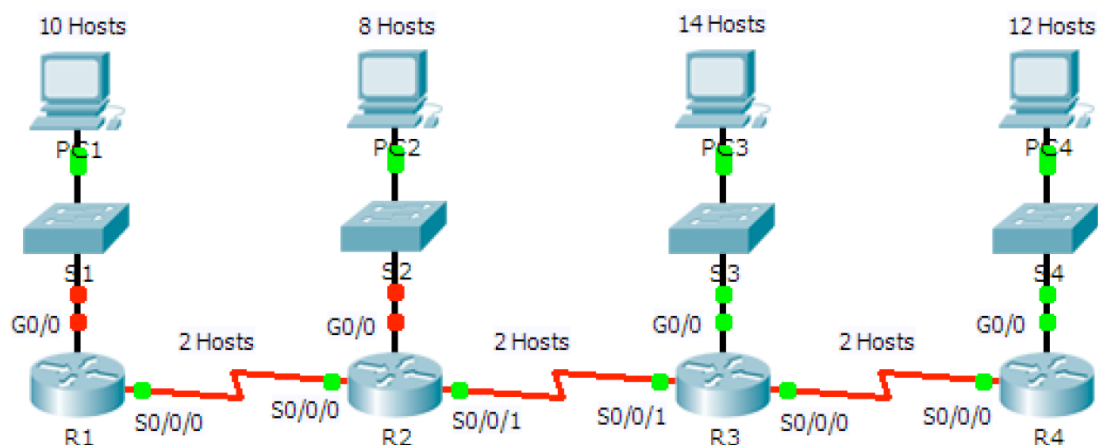 10 Hosts 8 Hosts 14 Hosts 12 Hosts
PC1 PC2 PC3 PC4
S1 S2 S3 S4
G0/0 G0/0 G0/0 G0/0
2 Hosts 2 Hosts 2 Hosts
S0/0/0 S0/0/0 S0/0/1 S0/0/1 S0/0/0 S0/0/0
R1 R2 R3 R4